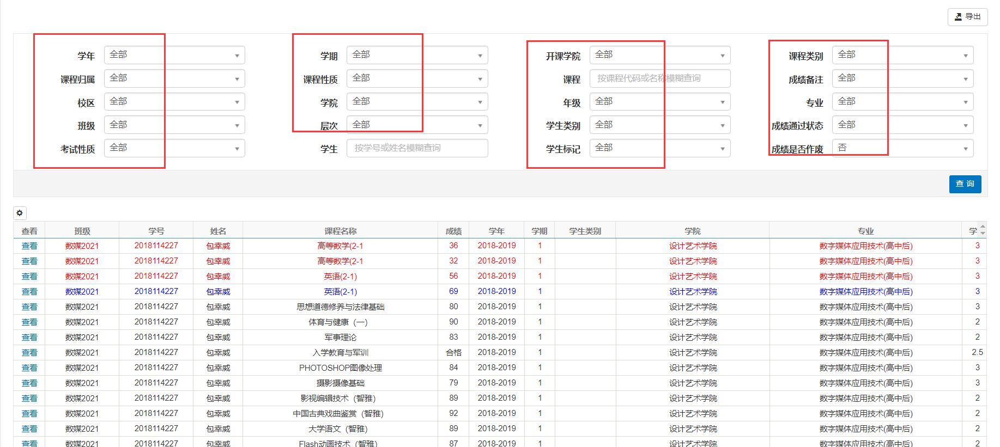 导出
学年 全部 学期 全部 开课学院 全部 课程类别 全部
课程归属 全部 课程性质 全部 课程 按课程代码或名称模糊查询 成绩备注 全部
校区 全部 学院 全部 年级 全部 专业 全部
班级 全部 层次 全部 学生类别 全部 成绩通过状态 全部
考试性质 全部 学生 按学号或姓名模糊查询 学生标记 全部 成绩是否作废 否
查 询
查看 班级 学号 姓名 课程名称 成绩 学年 学期 学生类别 学院 专业 学
查看 数媒2021 2018114227 包幸威 高等数学(2-1 36 2018-2019 1 设计艺术学院 数字媒体应用技术(高中后) 3
查看 数媒2021 2018114227 包幸威 高等数学(2-1 32 2018-2019 1 设计艺术学院 数字媒体应用技术(高中后) 3
查看 数媒2021 2018114227 包幸威 英语(2-1) 56 2018-2019 1 设计艺术学院 数字媒体应用技术(高中后) 3
查看 数媒2021 2018114227 包幸威 英语(2-1) 69 2018-2019 1 设计艺术学院 数字媒体应用技术(高中后) 3
查看 数媒2021 2018114227 包幸威 思想道德修养与法律基础 80 2018-2019 1 设计艺术学院 数字媒体应用技术(高中后) 3
查看 数媒2021 2018114227 包幸威 体育与健康（一） 90 2018-2019 1 设计艺术学院 数字媒体应用技术(高中后) 2
查看 数媒2021 2018114227 包幸威 军事理论 83 2018-2019 1 设计艺术学院 数字媒体应用技术(高中后) 2
查看 数媒2021 2018114227 包幸威 入学教育与军训 合格 2018-2019 1 设计艺术学院 数字媒体应用技术(高中后) 2.5
查看 数媒2021 2018114227 包幸威 PHOTOSHOP图像处理 84 2018-2019 1 设计艺术学院 数字媒体应用技术(高中后) 3
查看 数媒2021 2018114227 包幸威 摄影摄像基础 79 2018-2019 1 设计艺术学院 数字媒体应用技术(高中后) 3
查看 数媒2021 2018114227 包幸威 影视编辑技术（智雅） 89 2018-2019 1 设计艺术学院 数字媒体应用技术(高中后) 2
查看 数媒2021 2018114227 包幸威 中国古典戏曲鉴赏（智雅） 92 2018-2019 1 设计艺术学院 数字媒体应用技术(高中后) 2
查看 数媒2021 2018114227 包幸威 大学语文（智雅） 89 2018-2019 1 设计艺术学院 数字媒体应用技术(高中后) 2
查看 数媒2021 2018114227 包幸威 Flash动画技术（智雅） 87 2018-2019 1 设计艺术学院 数字媒体应用技术(高中后) 2